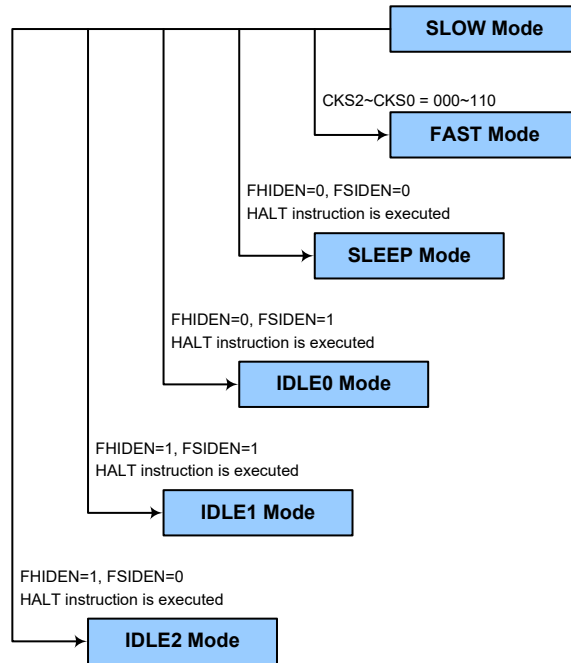 SLOW Mode
CKS2~CKS0 = 000~110
FAST Mode
FHIDEN=0, FSIDEN=0
HALT instruction is executed
SLEEP Mode
FHIDEN=0, FSIDEN=1
HALT instruction is executed
IDLE0 Mode
FHIDEN=1, FSIDEN=1
HALT instruction is executed
IDLE1 Mode
FHIDEN=1, FSIDEN=0
HALT instruction is executed
IDLE2 Mode